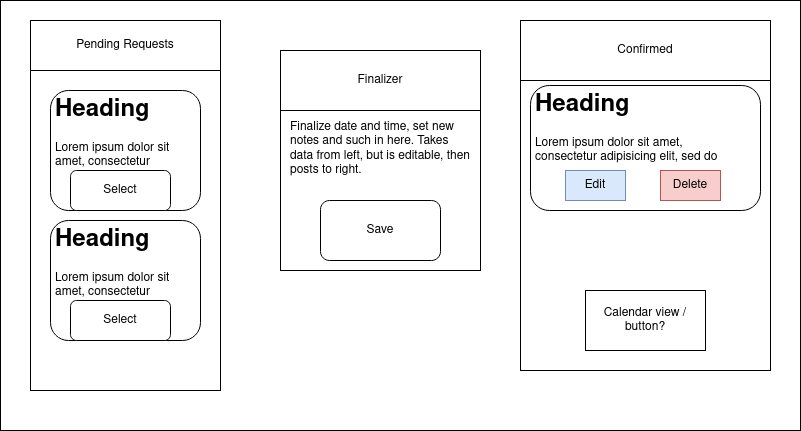 Pending Requests
Heading
Lorem ipsum dolor sit
amet, consectetur
Select
Heading
Lorem ipsum dolor sit
amet, consectetur
Select
Finalizer
Finalize date and time, set new
notes and such in here. Takes
data from left, but is editable, then
posts to right.
Save
Confirmed
Heading
Lorem ipsum dolor sit amet,
consectetur adipisicing elit, sed do
Edit
Delete
Calendar view /
button?